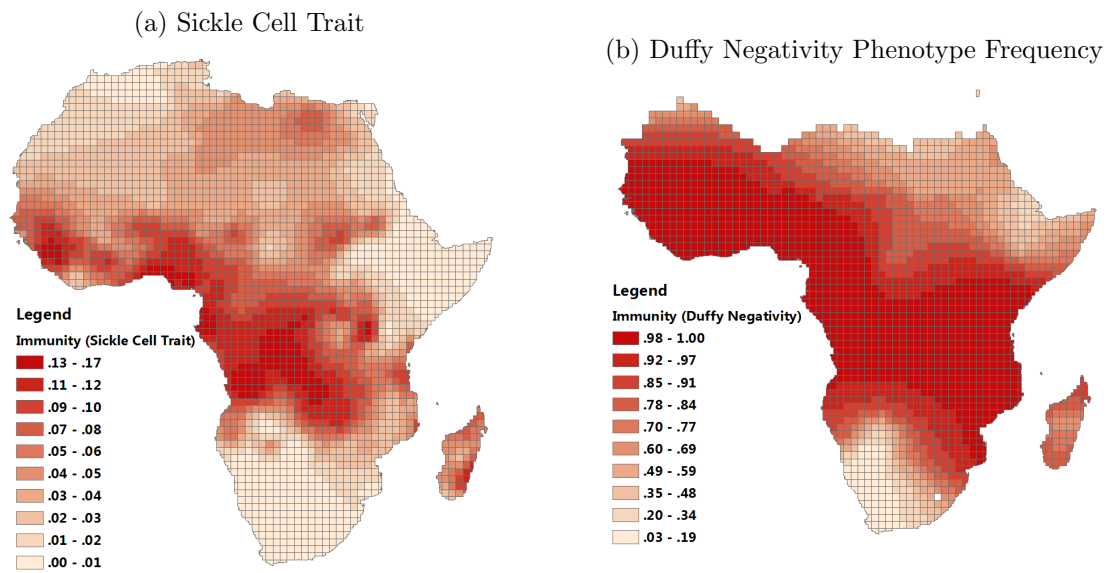 (a) Sickle Cell Trait
Legend
Immunity (Sickle Cell Trait)
.13 - .17
.11 - .12
.09 - .10
.07 - .08
.05 - .06
.04 - .05
.03 - .04
.02 - .03
.01 - .02
.00 - .01
(b) Duffy Negativity Phenotype Frequency
Legend
Immunity (Duffy Negativity)
.98 - 1.00
.92 - .97
.85 - .91
.78 - .84
.70 - .77
.60 - .69
.49 - .59
.35 - .48
.20 - .34
.03 - .19